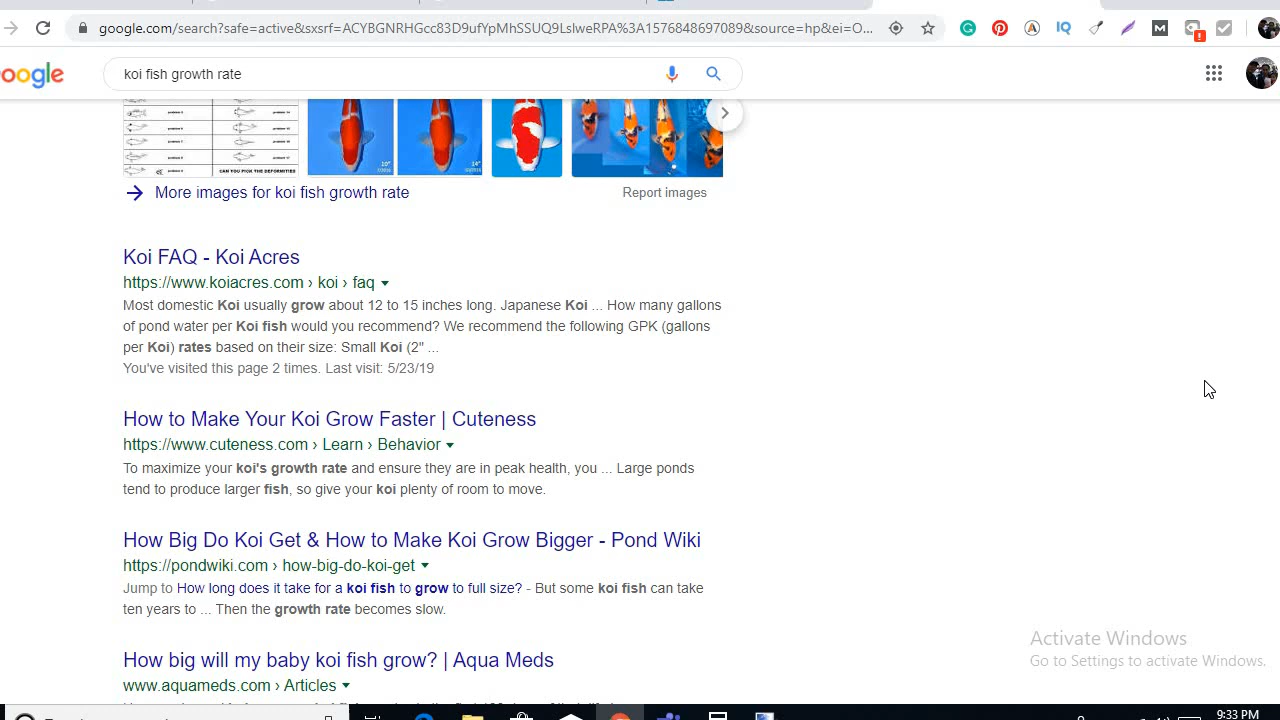 google.com/search?safe=active&sxsrf=ACYBGNRHGcc83D9ufYpMhSSUQ9LslweRPA%3A1576848697089&source=hp&ei=O...
oogle
koi fish growth rate
CAN YOU PICK THE DEFORMITIES
10"
14"
More images for koi fish growth rate
Report images
Koi FAQ - Koi Acres
https://www.koiacres.com › koi › faq
Most domestic Koi usually grow about 12 to 15 inches long. Japanese Koi ... How many gallons
of pond water per Koi fish would you recommend? We recommend the following GPK (gallons
per Koi) rates based on their size: Small Koi (2" ...
You've visited this page 2 times. Last visit: 5/23/19
How to Make Your Koi Grow Faster | Cuteness
https://www.cuteness.com › Learn › Behavior
To maximize your koi's growth rate and ensure they are in peak health, you ... Large ponds
tend to produce larger fish, so give your koi plenty of room to move.
How Big Do Koi Get & How to Make Koi Grow Bigger - Pond Wiki
https://pondwiki.com › how-big-do-koi-get
Jump to How long does it take for a koi fish to grow to full size? - But some koi fish can take
ten years to ... Then the growth rate becomes slow.
Activate Windows
Go to Settings to activate Windows.
How big will my baby koi fish grow? | Aqua Meds
www.aquameds.com › Articles
9:33 PM